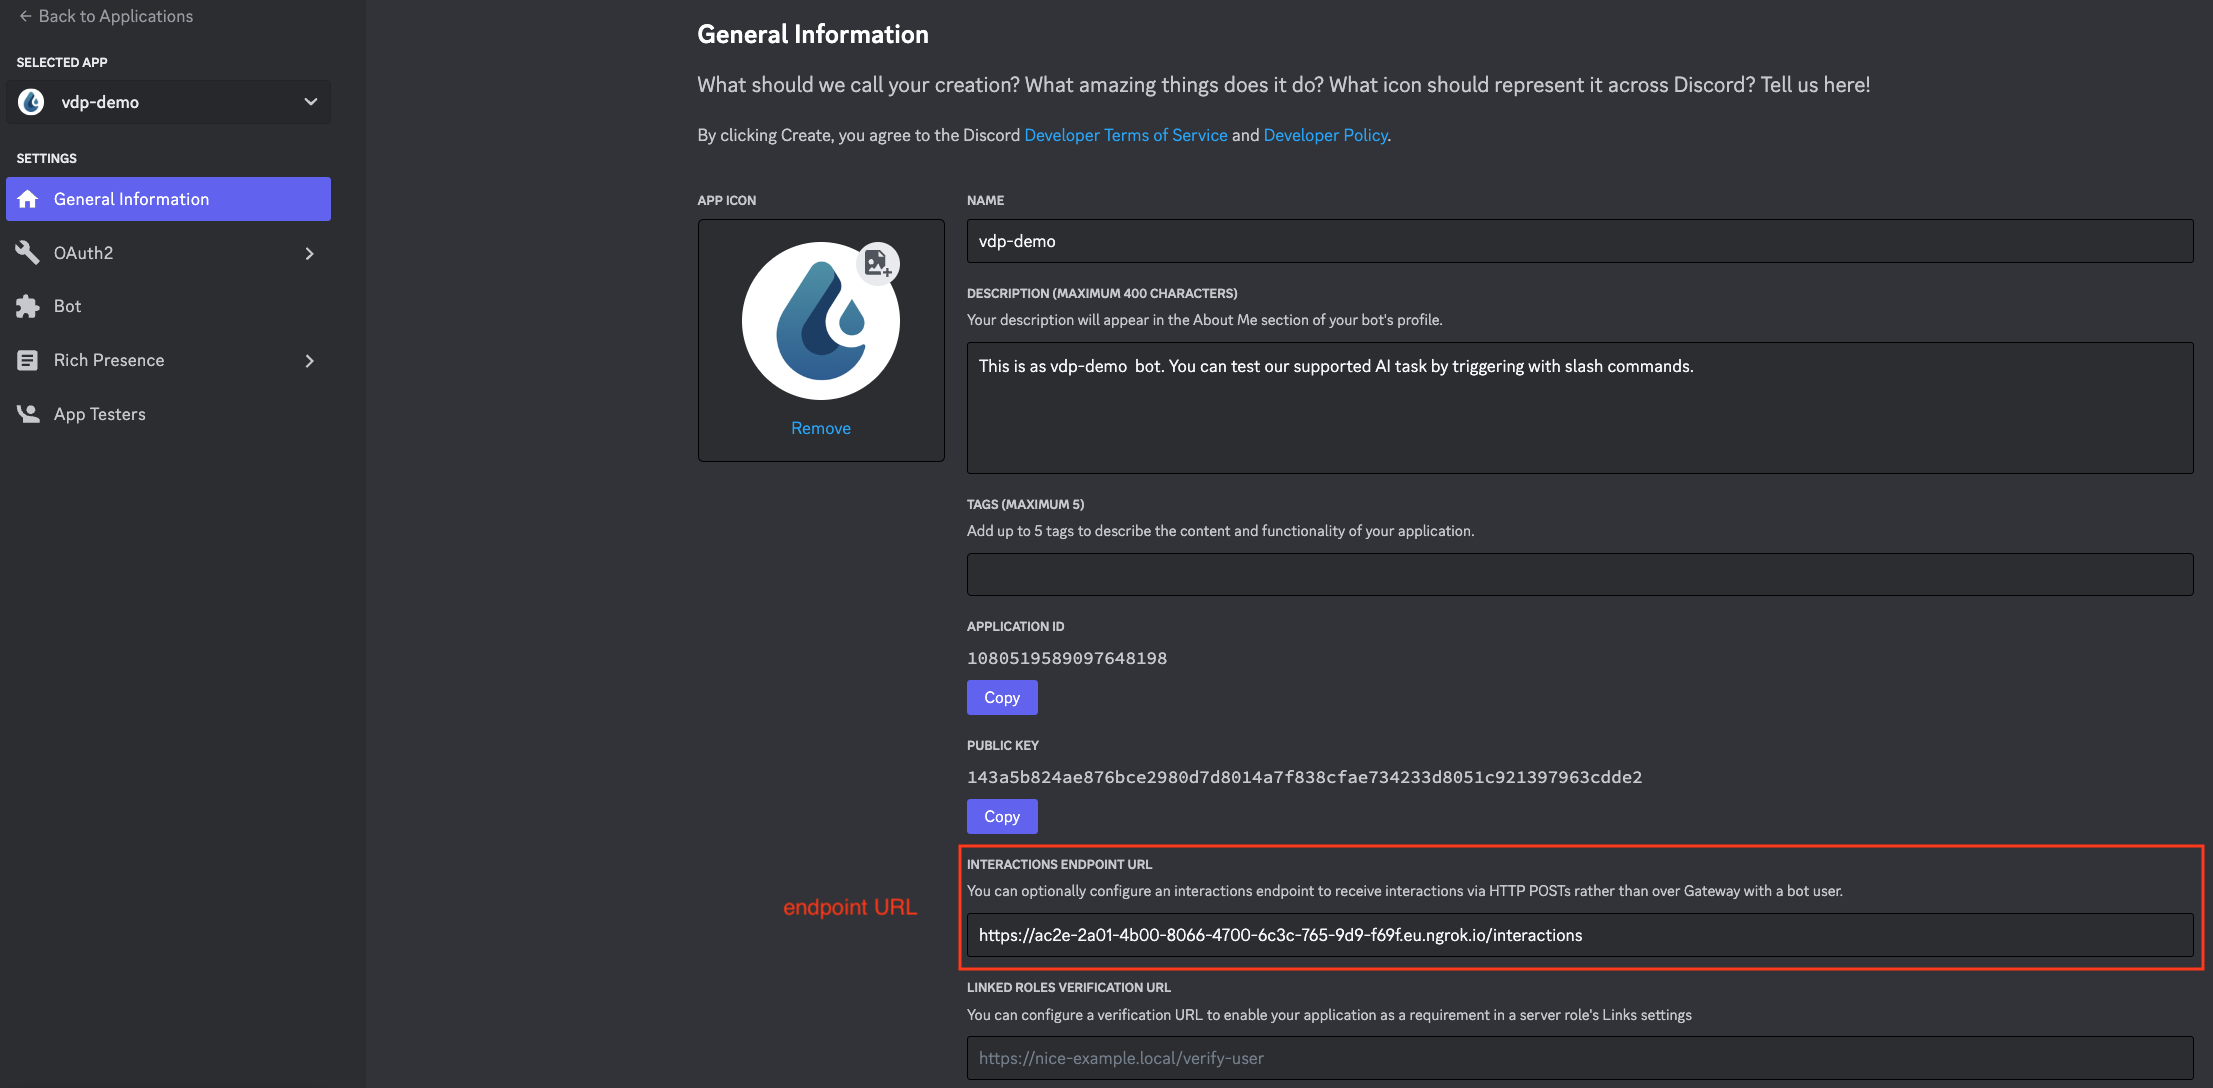 ← Back to Applications
SELECTED APP
vdp-demo
SETTINGS
General Information
OAuth2
Bot
Rich Presence
App Testers
General Information
What should we call your creation? What amazing things does it do? What icon should represent it across Discord? Tell us here!
By clicking Create, you agree to the Discord Developer Terms of Service and Developer Policy.
APP ICON
Remove
NAME
vdp-demo
DESCRIPTION (MAXIMUM 400 CHARACTERS)
Your description will appear in the About Me section of your bot's profile.
This is as vdp-demo  bot. You can test our supported AI task by triggering with slash commands.
TAGS (MAXIMUM 5)
Add up to 5 tags to describe the content and functionality of your application.
APPLICATION ID
1080519589097648198
Copy
PUBLIC KEY
143a5b824ae876bce2980d7d8014a7f838cfae734233d8051c921397963cdde2
Copy
endpoint URL
INTERACTIONS ENDPOINT URL
You can optionally configure an interactions endpoint to receive interactions via HTTP POSTs rather than over Gateway with a bot user.
https://ac2e-2a01-4b00-8066-4700-6c3c-765-9d9-f69f.eu.ngrok.io/interactions
LINKED ROLES VERIFICATION URL
You can configure a verification URL to enable your application as a requirement in a server role's Links settings
https://nice-example.local/verify-user